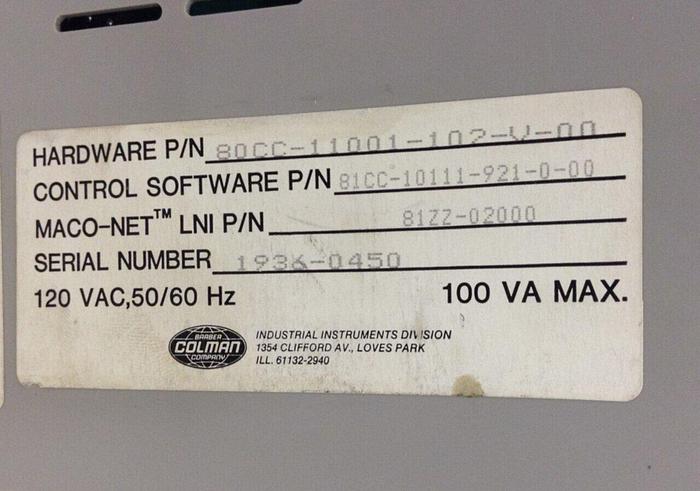 HARDWARE P/N 80CC-11001-102-V-00
CONTROL SOFTWARE P/N 81CC-10111-921-0-00
MACO-NET™ LNI P/N 81ZZ-02000
SERIAL NUMBER 1936-0450
120 VAC,50/60 Hz 100 VA MAX.
BARBER
COLMAN
COMPANY
INDUSTRIAL INSTRUMENTS DIVISION
1354 CLIFFORD AV., LOVES PARK
ILL. 61132-2940